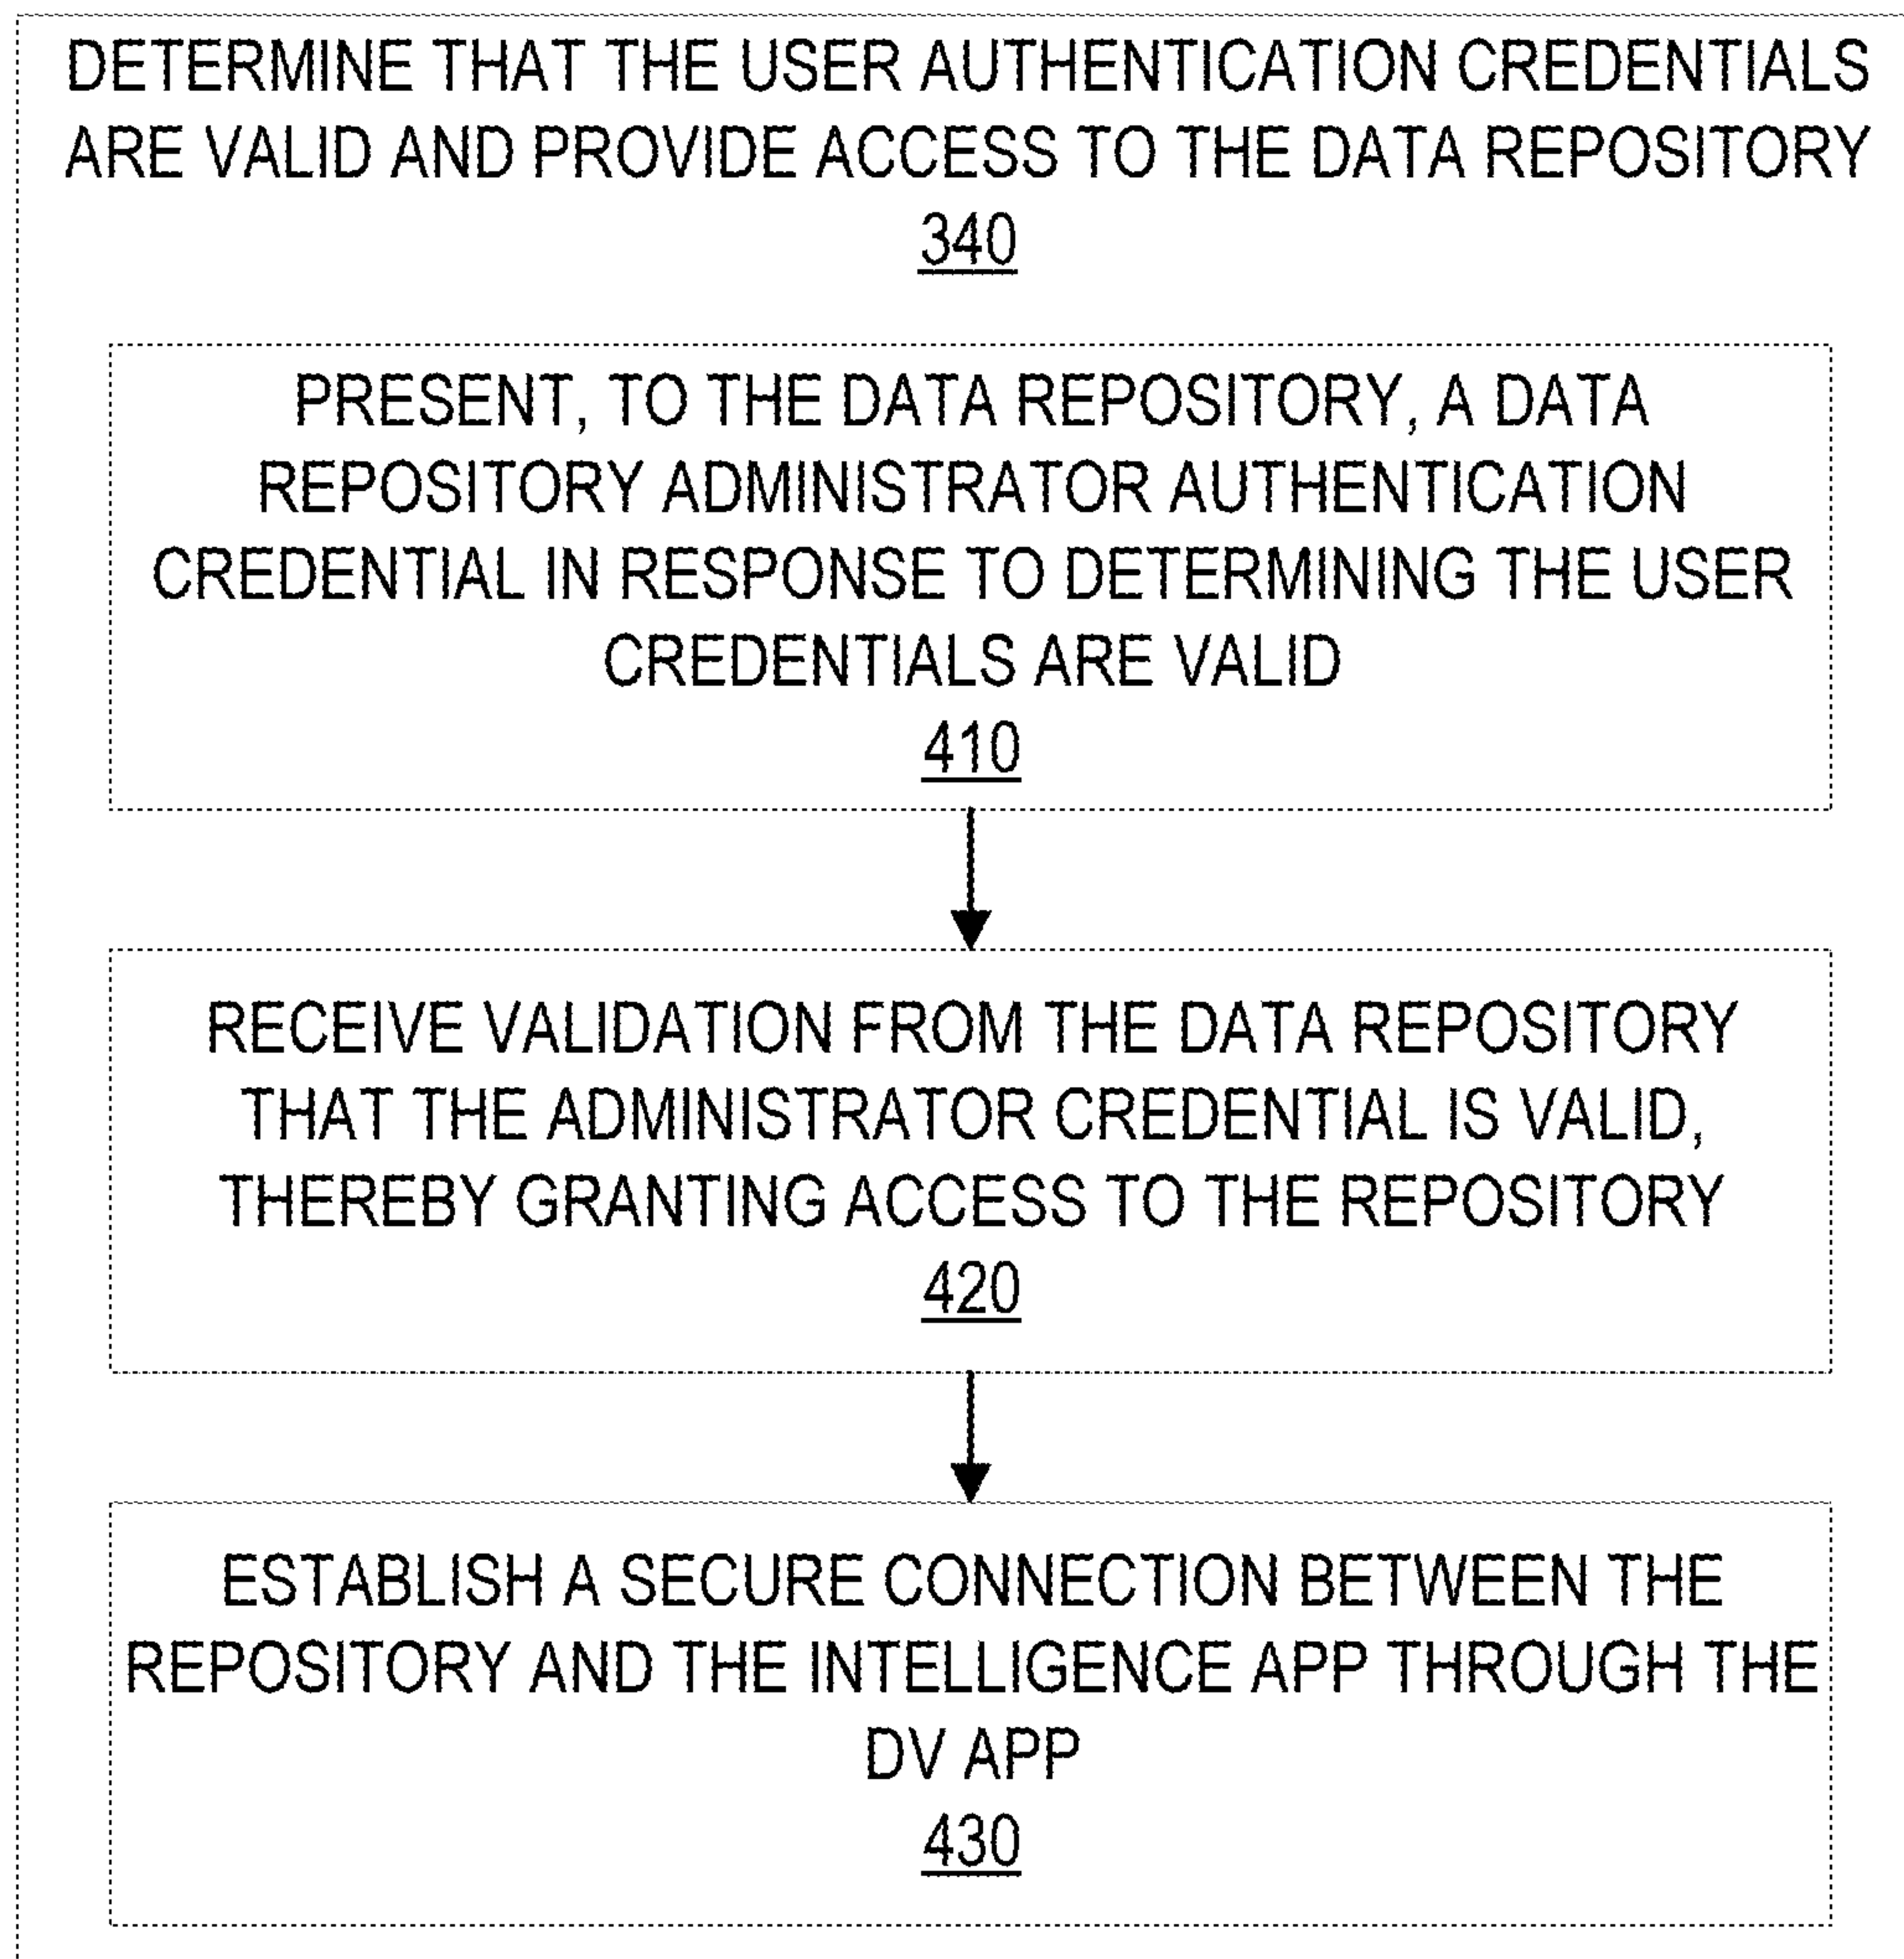 DETERMINE THAT THE USER AUTHENTICATION CREDENTIALS
ARE VALID AND PROVIDE ACCESS TO THE DATA REPOSITORY
340
PRESENT, TO THE DATA REPOSITORY, A DATA
REPOSITORY ADMINISTRATOR AUTHENTICATION
CREDENTIAL IN RESPONSE TO DETERMINING THE USER
CREDENTIALS ARE VALID
410
RECEIVE VALIDATION FROM THE DATA REPOSITORY
THAT THE ADMINISTRATOR CREDENTIAL IS VALID,
THEREBY GRANTING ACCESS TO THE REPOSITORY
420
ESTABLISH A SECURE CONNECTION BETWEEN THE
REPOSITORY AND THE INTELLIGENCE APP THROUGH THE
DV APP
430